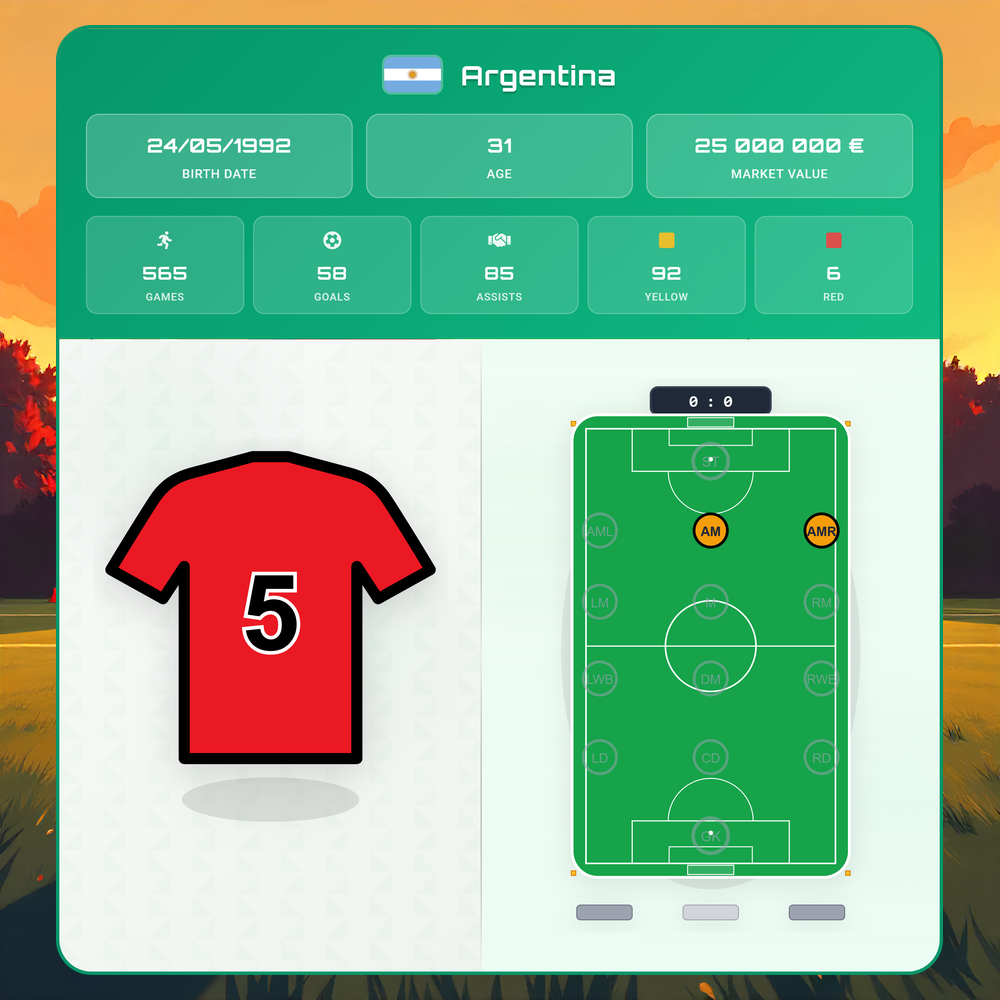 Argentina
24/05/1992
BIRTH DATE
31
AGE
25 000 000 €
MARKET VALUE
565
GAMES
58
GOALS
85
ASSISTS
92
YELLOW
6
RED
5
0 : 0
ST
AML AM AMR
LM M RM
LWB DM RWB
LD CD RD
GK